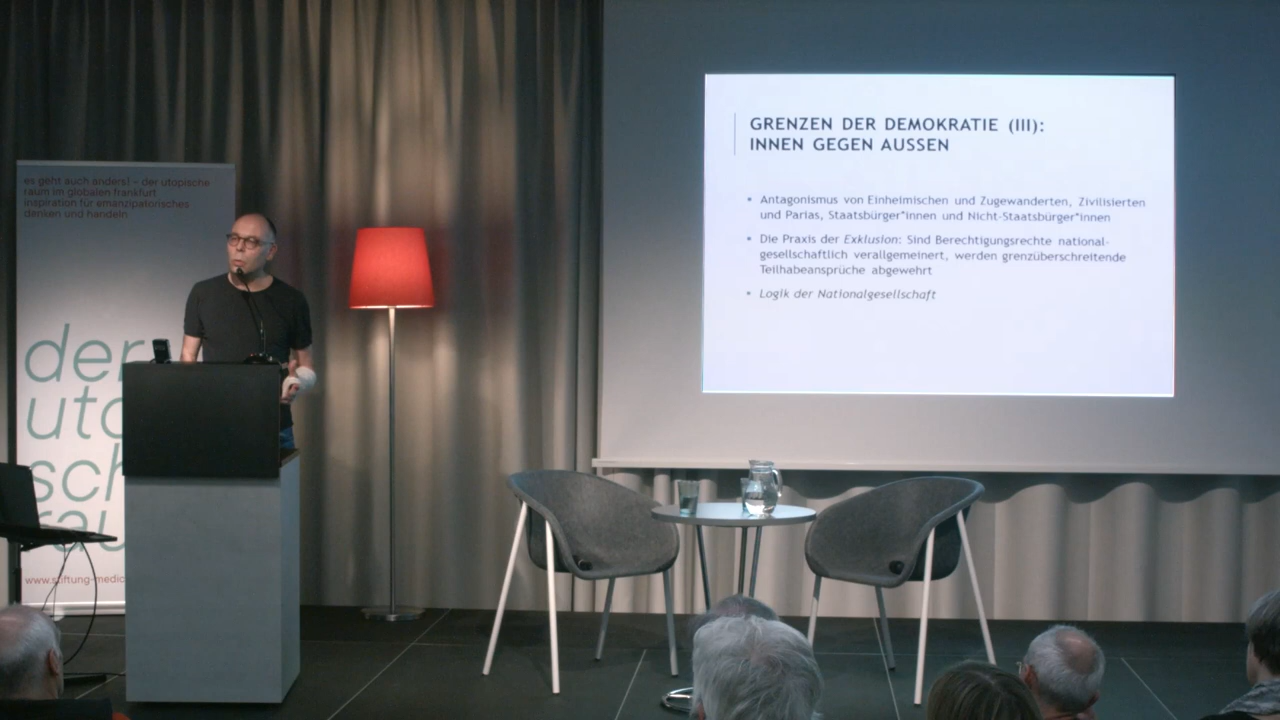 es geht auch anders! – der utopische
raum im globalen frankfurt
inspiration für emanzipatorisches
denken und handeln
der
uto
sch
rau
www.stiftung-medic
GRENZEN DER DEMOKRATIE (III):
INNEN GEGEN AUSSEN
• Antagonismus von Einheimischen und Zugewanderten, Zivilisierten
und Parias, Staatsbürger*innen und Nicht-Staatsbürger*innen
• Die Praxis der Exklusion: Sind Berechtigungsrechte national-
gesellschaftlich verallgemeinert, werden grenzüberschreitende
Teilhabeansprüche abgewehrt
• Logik der Nationalgesellschaft